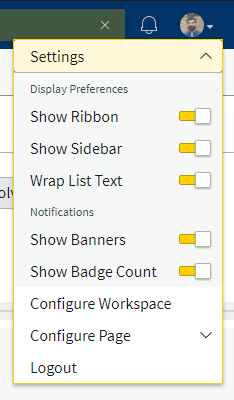 Settings
Display Preferences
Show Ribbon
Show Sidebar
Wrap List Text
Notifications
Show Banners
Show Badge Count
Configure Workspace
Configure Page
Logout